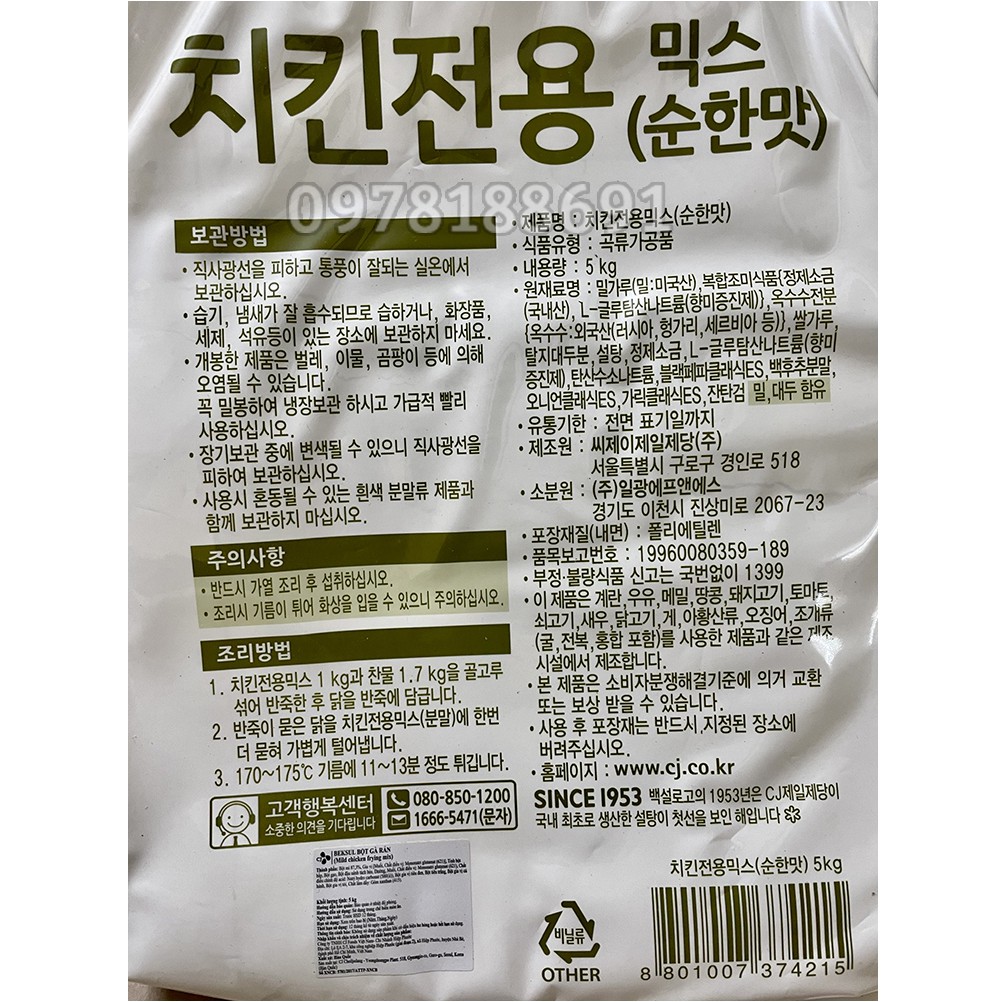 치킨전용 믹스
(순한맛)
0978188691
보관방법
• 직사광선을 피하고 통풍이 잘되는 실온에서
보관하십시오.
• 습기, 냄새가 잘 흡수되므로 습하거나, 화장품,
세제, 석유등이 있는 장소에 보관하지 마세요.
• 개봉한 제품은 벌레, 이물, 곰팡이 등에 의해
오염될 수 있습니다.
꼭 밀봉하여 냉장보관 하시고 가급적 빨리
사용하십시오.
• 장기보관 중에 변색될 수 있으니 직사광선을
피하여 보관하십시오.
• 사용시 혼동될 수 있는 흰색 분말류 제품과
함께 보관하지 마십시오.
주의사항
• 반드시 가열 조리 후 섭취하십시오.
• 조리시 기름이 튀어 화상을 입을 수 있으니 주의하십시오.
조리방법
1. 치킨전용믹스 1 kg과 찬물 1.7 kg을 골고루
섞어 반죽한 후 닭을 반죽에 담급니다.
2. 반죽이 묻은 닭을 치킨전용믹스(분말)에 한번
더 묻혀 가볍게 털어냅니다.
3. 170~175℃ 기름에 11~13분 정도 튀깁니다.
고객행복센터
소중한 의견을 기다립니다
080-850-1200
1666-5471(문자)
• 제품명 : 치킨전용믹스(순한맛)
• 식품유형 : 곡류가공품
• 내용량 : 5 kg
• 원재료명 : 밀가루(밀:미국산), 복합조미식품{정제소금
(국내산), L-글루탐산나트륨(향미증진제)}, 옥수수전분
{옥수수:외국산(러시아, 헝가리, 세르비아 등)}, 쌀가루,
탈지대두분, 설탕, 정제소금, L-글루탐산나트륨(향미
증진제), 탄산수소나트륨, 블랙페파클래식ES, 백후추분말,
오니언클래식ES, 가릭클래식ES, 잔탄검 밀, 대두 함유
• 유통기한 : 전면 표기일까지
• 제조원 : 씨제이제일제당(주)
서울특별시 구로구 경인로 518
• 소분원 : (주)일광에프앤에스
경기도 이천시 진상미로 2067-23
• 포장재질(내면) : 폴리에틸렌
• 품목보고번호 : 19960080359-189
• 부정·불량식품 신고는 국번없이 1399
• 이 제품은 계란, 우유, 메밀, 땅콩, 돼지고기, 토마토,
쇠고기, 새우, 닭고기, 게, 아황산류, 오징어, 조개류
(굴, 전복, 홍합 포함)를 사용한 제품과 같은 제조
시설에서 제조합니다.
• 본 제품은 소비자분쟁해결기준에 의거 교환
또는 보상 받을 수 있습니다.
• 사용 후 포장재는 반드시 지정된 장소에
버려주십시오.
• 홈페이지 : www.cj.co.kr
SINCE 1953 백설로고의 1953년은 CJ제일제당이
국내 최초로 생산한 설탕이 첫선을 보인 해입니다
BEKSUL BỘT GÀ RÁN
(Mild chicken frying mix)
Khối lượng tịnh: 5 kg
비닐류
OTHER
치킨전용믹스(순한맛) 5kg
8 801007 374215